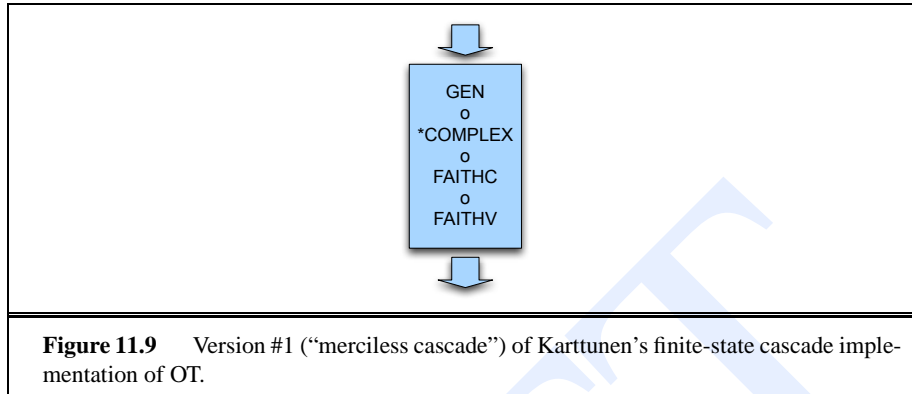 GEN
o
*COMPLEX
o
FAITHC
o
FAITHV
Figure 11.9 Version #1 (“merciless cascade”) of Karttunen’s finite-state cascade imple-
mentation of OT.